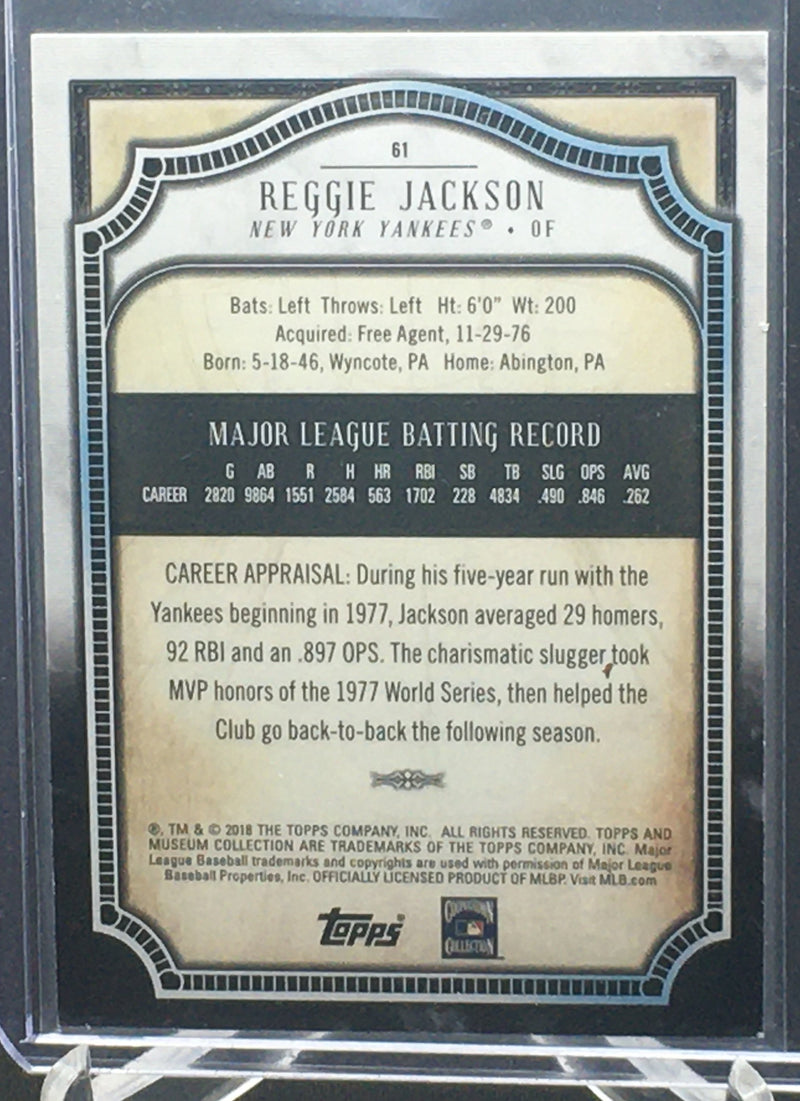 61
REGGIE JACKSON
NEW YORK YANKEES® • OF
Bats: Left Throws: Left Ht: 6'0" Wt: 200
Acquired: Free Agent, 11-29-76
Born: 5-18-46, Wyncote, PA Home: Abington, PA
MAJOR LEAGUE BATTING RECORD
G AB R H HR RBI SB TB SLG OPS AVG
CAREER 2820 9864 1551 2584 563 1702 228 4834 .490 .846 .262
CAREER APPRAISAL: During his five-year run with the
Yankees beginning in 1977, Jackson averaged 29 homers,
92 RBI and an .897 OPS. The charismatic slugger took
MVP honors of the 1977 World Series, then helped the
Club go back-to-back the following season.
®, TM & © 2018 THE TOPPS COMPANY, INC. ALL RIGHTS RESERVED. TOPPS AND
MUSEUM COLLECTION ARE TRADEMARKS OF THE TOPPS COMPANY, INC. Major
League Baseball trademarks and copyrights are used with permission of Major League
Baseball Properties, Inc. OFFICIALLY LICENSED PRODUCT OF MLBP. Visit MLB.com
Topps®
COOPERSTOWN
COLLECTION